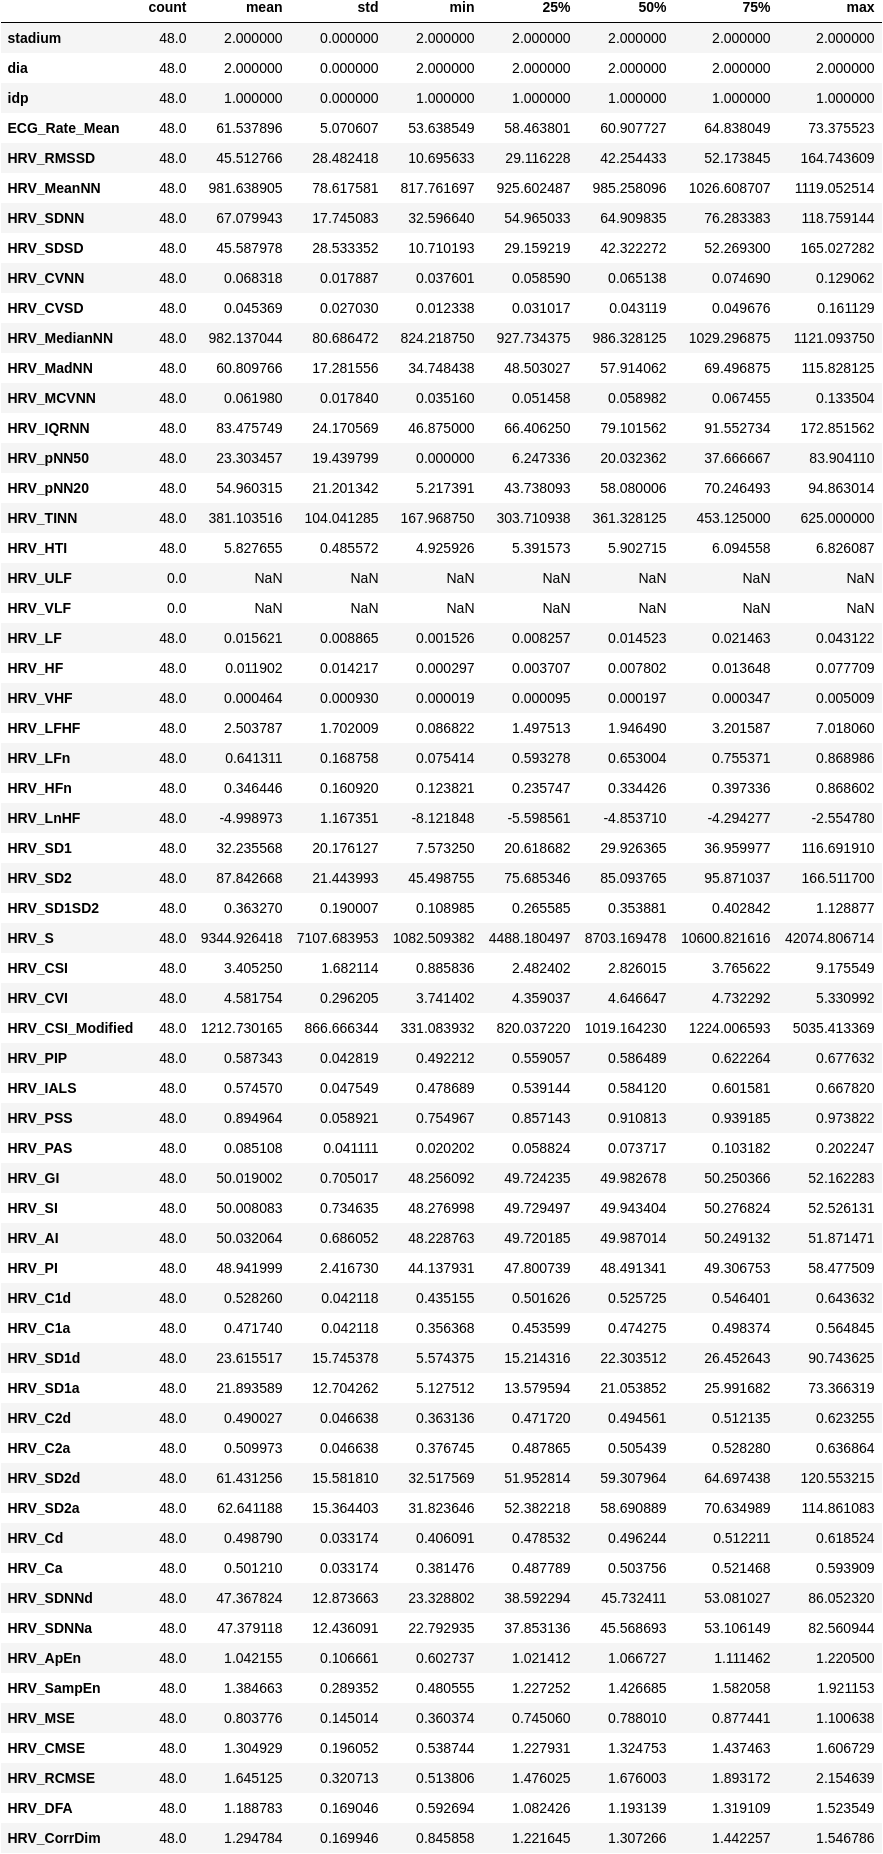 count mean std min 25% 50% 75% max
stadium 48.0 2.000000 0.000000 2.000000 2.000000 2.000000 2.000000 2.000000
dia 48.0 2.000000 0.000000 2.000000 2.000000 2.000000 2.000000 2.000000
idp 48.0 1.000000 0.000000 1.000000 1.000000 1.000000 1.000000 1.000000
ECG_Rate_Mean 48.0 61.537896 5.070607 53.638549 58.463801 60.907727 64.838049 73.375523
HRV_RMSSD 48.0 45.512766 28.482418 10.695633 29.116228 42.254433 52.173845 164.743609
HRV_MeanNN 48.0 981.638905 78.617581 817.761697 925.602487 985.258096 1026.608707 1119.052514
HRV_SDNN 48.0 67.079943 17.745083 32.596640 54.965033 64.909835 76.283383 118.759144
HRV_SDSD 48.0 45.587978 28.533352 10.710193 29.159219 42.322272 52.269300 165.027282
HRV_CVNN 48.0 0.068318 0.017887 0.037601 0.058590 0.065138 0.074690 0.129062
HRV_CVSD 48.0 0.045369 0.027030 0.012338 0.031017 0.043119 0.049676 0.161129
HRV_MedianNN 48.0 982.137044 80.686472 824.218750 927.734375 986.328125 1029.296875 1121.093750
HRV_MadNN 48.0 60.809766 17.281556 34.748438 48.503027 57.914062 69.496875 115.828125
HRV_MCVNN 48.0 0.061980 0.017840 0.035160 0.051458 0.058982 0.067455 0.133504
HRV_IQRNN 48.0 83.475749 24.170569 46.875000 66.406250 79.101562 91.552734 172.851562
HRV_pNN50 48.0 23.303457 19.439799 0.000000 6.247336 20.032362 37.666667 83.904110
HRV_pNN20 48.0 54.960315 21.201342 5.217391 43.738093 58.080006 70.246493 94.863014
HRV_TINN 48.0 381.103516 104.041285 167.968750 303.710938 361.328125 453.125000 625.000000
HRV_HTI 48.0 5.827655 0.485572 4.925926 5.391573 5.902715 6.094558 6.826087
HRV_ULF 0.0 NaN NaN NaN NaN NaN NaN NaN
HRV_VLF 0.0 NaN NaN NaN NaN NaN NaN NaN
HRV_LF 48.0 0.015621 0.008865 0.001526 0.008257 0.014523 0.021463 0.043122
HRV_HF 48.0 0.011902 0.014217 0.000297 0.003707 0.007802 0.013648 0.077709
HRV_VHF 48.0 0.000464 0.000930 0.000019 0.000095 0.000197 0.000347 0.005009
HRV_LFHF 48.0 2.503787 1.702009 0.086822 1.497513 1.946490 3.201587 7.018060
HRV_LFn 48.0 0.641311 0.168758 0.075414 0.593278 0.653004 0.755371 0.868986
HRV_HFn 48.0 0.346446 0.160920 0.123821 0.235747 0.334426 0.397336 0.868602
HRV_LnHF 48.0 -4.998973 1.167351 -8.121848 -5.598561 -4.853710 -4.294277 -2.554780
HRV_SD1 48.0 32.235568 20.176127 7.573250 20.618682 29.926365 36.959977 116.691910
HRV_SD2 48.0 87.842668 21.443993 45.498755 75.685346 85.093765 95.871037 166.511700
HRV_SD1SD2 48.0 0.363270 0.190007 0.108985 0.265585 0.353881 0.402842 1.128877
HRV_S 48.0 9344.926418 7107.683953 1082.509382 4488.180497 8703.169478 10600.821616 42074.806714
HRV_CSI 48.0 3.405250 1.682114 0.885836 2.482402 2.826015 3.765622 9.175549
HRV_CVI 48.0 4.581754 0.296205 3.741402 4.359037 4.646647 4.732292 5.330992
HRV_CSI_Modified 48.0 1212.730165 866.666344 331.083932 820.037220 1019.164230 1224.006593 5035.413369
HRV_PIP 48.0 0.587343 0.042819 0.492212 0.559057 0.586489 0.622264 0.677632
HRV_IALS 48.0 0.574570 0.047549 0.478689 0.539144 0.584120 0.601581 0.667820
HRV_PSS 48.0 0.894964 0.058921 0.754967 0.857143 0.910813 0.939185 0.973822
HRV_PAS 48.0 0.085108 0.041111 0.020202 0.058824 0.073717 0.103182 0.202247
HRV_GI 48.0 50.019002 0.705017 48.256092 49.724235 49.982678 50.250366 52.162283
HRV_SI 48.0 50.008083 0.734635 48.276998 49.729497 49.943404 50.276824 52.526131
HRV_AI 48.0 50.032064 0.686052 48.228763 49.720185 49.987014 50.249132 51.871471
HRV_PI 48.0 48.941999 2.416730 44.137931 47.800739 48.491341 49.306753 58.477509
HRV_C1d 48.0 0.528260 0.042118 0.435155 0.501626 0.525725 0.546401 0.643632
HRV_C1a 48.0 0.471740 0.042118 0.356368 0.453599 0.474275 0.498374 0.564845
HRV_SD1d 48.0 23.615517 15.745378 5.574375 15.214316 22.303512 26.452643 90.743625
HRV_SD1a 48.0 21.893589 12.704262 5.127512 13.579594 21.053852 25.991682 73.366319
HRV_C2d 48.0 0.490027 0.046638 0.363136 0.471720 0.494561 0.512135 0.623255
HRV_C2a 48.0 0.509973 0.046638 0.376745 0.487865 0.505439 0.528280 0.636864
HRV_SD2d 48.0 61.431256 15.581810 32.517569 51.952814 59.307964 64.697438 120.553215
HRV_SD2a 48.0 62.641188 15.364403 31.823646 52.382218 58.690889 70.634989 114.861083
HRV_Cd 48.0 0.498790 0.033174 0.406091 0.478532 0.496244 0.512211 0.618524
HRV_Ca 48.0 0.501210 0.033174 0.381476 0.487789 0.503756 0.521468 0.593909
HRV_SDNNd 48.0 47.367824 12.873663 23.328802 38.592294 45.732411 53.081027 86.052320
HRV_SDNNa 48.0 47.379118 12.436091 22.792935 37.853136 45.568693 53.106149 82.560944
HRV_ApEn 48.0 1.042155 0.106661 0.602737 1.021412 1.066727 1.111462 1.220500
HRV_SampEn 48.0 1.384663 0.289352 0.480555 1.227252 1.426685 1.582058 1.921153
HRV_MSE 48.0 0.803776 0.145014 0.360374 0.745060 0.788010 0.877441 1.100638
HRV_CMSE 48.0 1.304929 0.196052 0.538744 1.227931 1.324753 1.437463 1.606729
HRV_RCMSE 48.0 1.645125 0.320713 0.513806 1.476025 1.676003 1.893172 2.154639
HRV_DFA 48.0 1.188783 0.169046 0.592694 1.082426 1.193139 1.319109 1.523549
HRV_CorrDim 48.0 1.294784 0.169946 0.845858 1.221645 1.307266 1.442257 1.546786